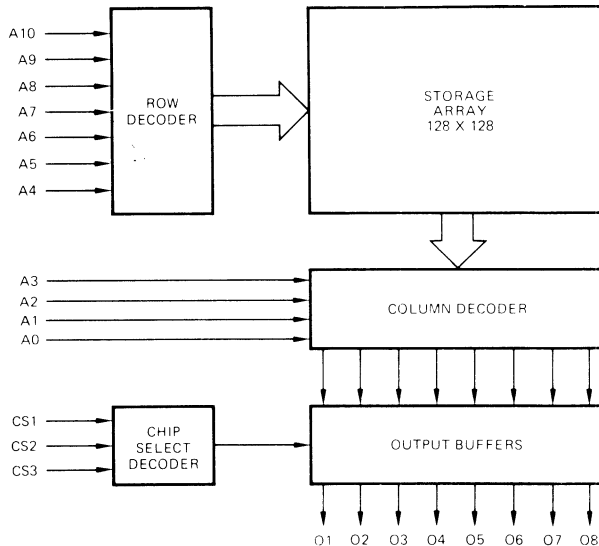 A10
A9
A8
A7
A6
A5
A4
ROW
DECODER
STORAGE
ARRAY
128 X 128
A3
A2
A1
A0
COLUMN DECODER
CS1
CS2
CS3
CHIP
SELECT
DECODER
OUTPUT BUFFERS
O1 O2 O3 O4 O5 O6 O7 O8